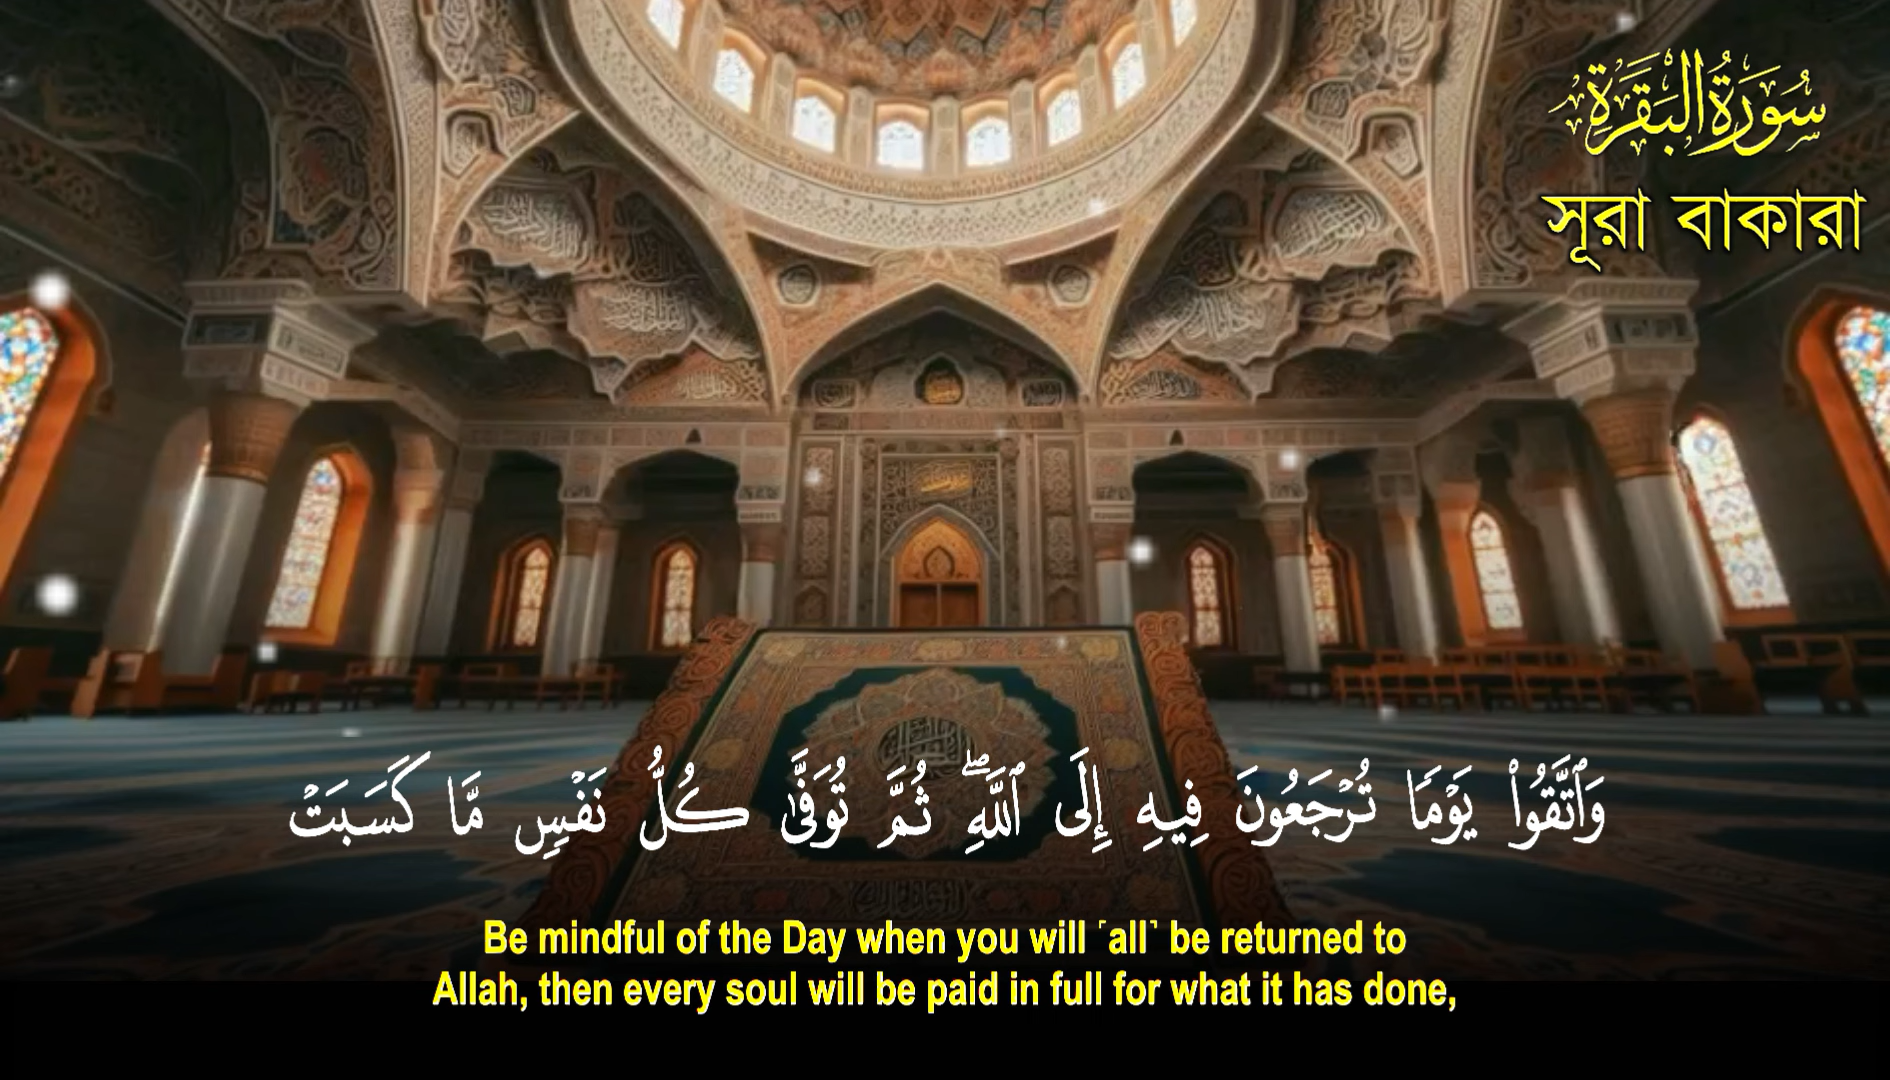 سُورَةُ الْبَقَرَةِ
সূরা বাকারা
وَٱتَّقُوا۟ يَوْمًا تُرْجَعُونَ فِيهِ إِلَى ٱللَّهِ ۖ ثُمَّ تُوَفَّىٰ كُلُّ نَفْسٍ مَّا كَسَبَتْ
Be mindful of the Day when you will ˹all˺ be returned to
Allah, then every soul will be paid in full for what it has done,